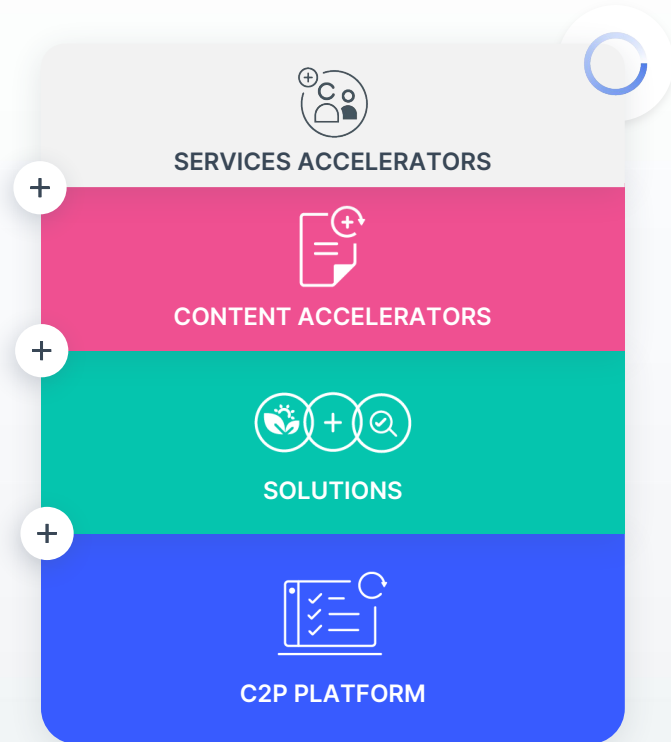 SERVICES ACCELERATORS
CONTENT ACCELERATORS
SOLUTIONS
C2P PLATFORM